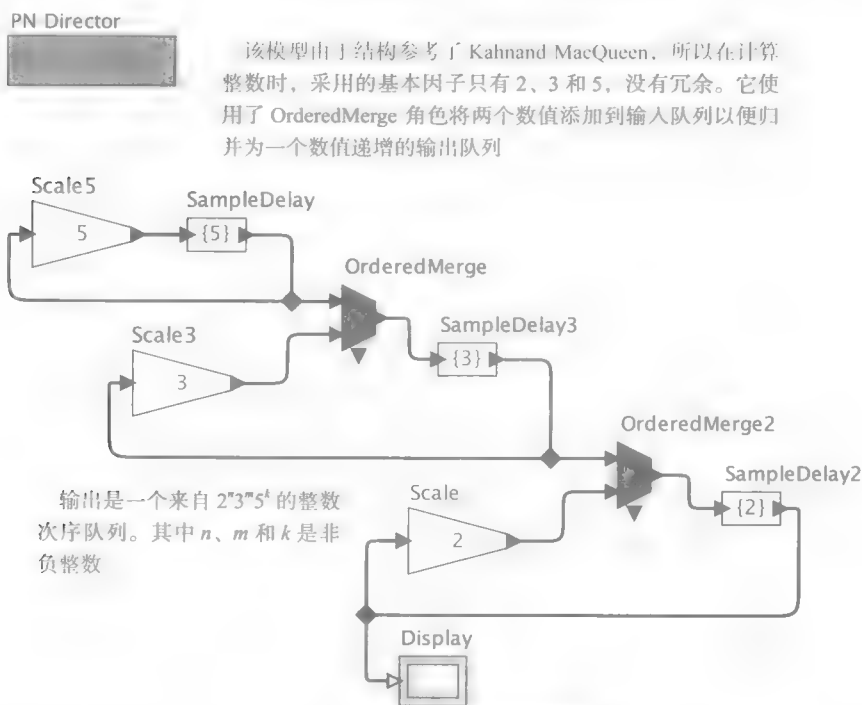 PN Director
该模型由于结构参考了 Kahnand MacQueen，所以在计算
整数时，采用的基本因子只有 2、3 和 5，没有冗余。它使
用了 OrderedMerge 角色将两个数值添加到输入队列以便归
并为一个数值递增的输出队列
Scale5
5
SampleDelay
{5}
OrderedMerge
Scale3
3
SampleDelay3
{3}
OrderedMerge2
SampleDelay2
{2}
Scale
2
输出是一个来自 2ⁿ3ᵐ5ᵏ 的整数
次序队列。其中 n、m 和 k 是非
负整数
Display